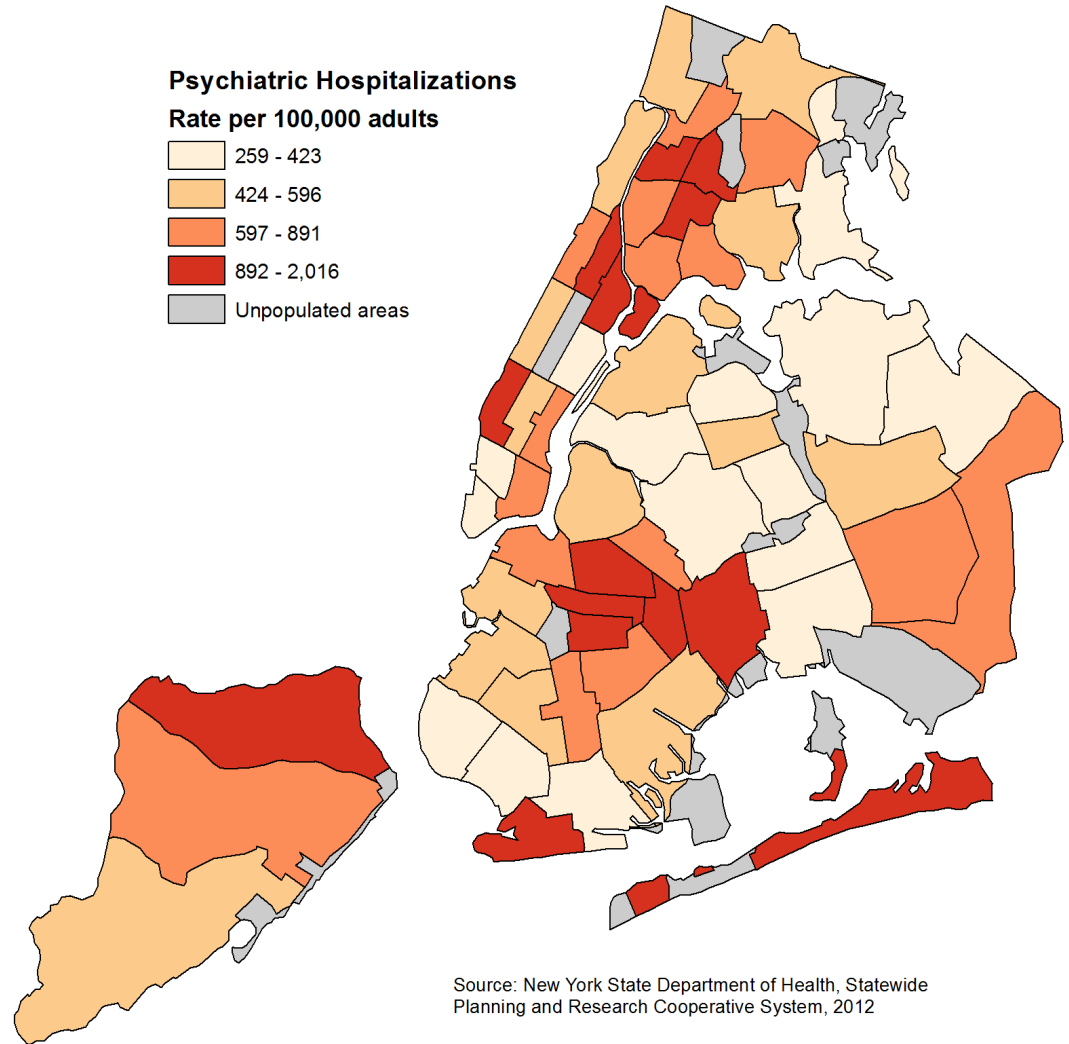 Psychiatric Hospitalizations
Rate per 100,000 adults
259 - 423
424 - 596
597 - 891
892 - 2,016
Unpopulated areas
Source: New York State Department of Health, Statewide
Planning and Research Cooperative System, 2012